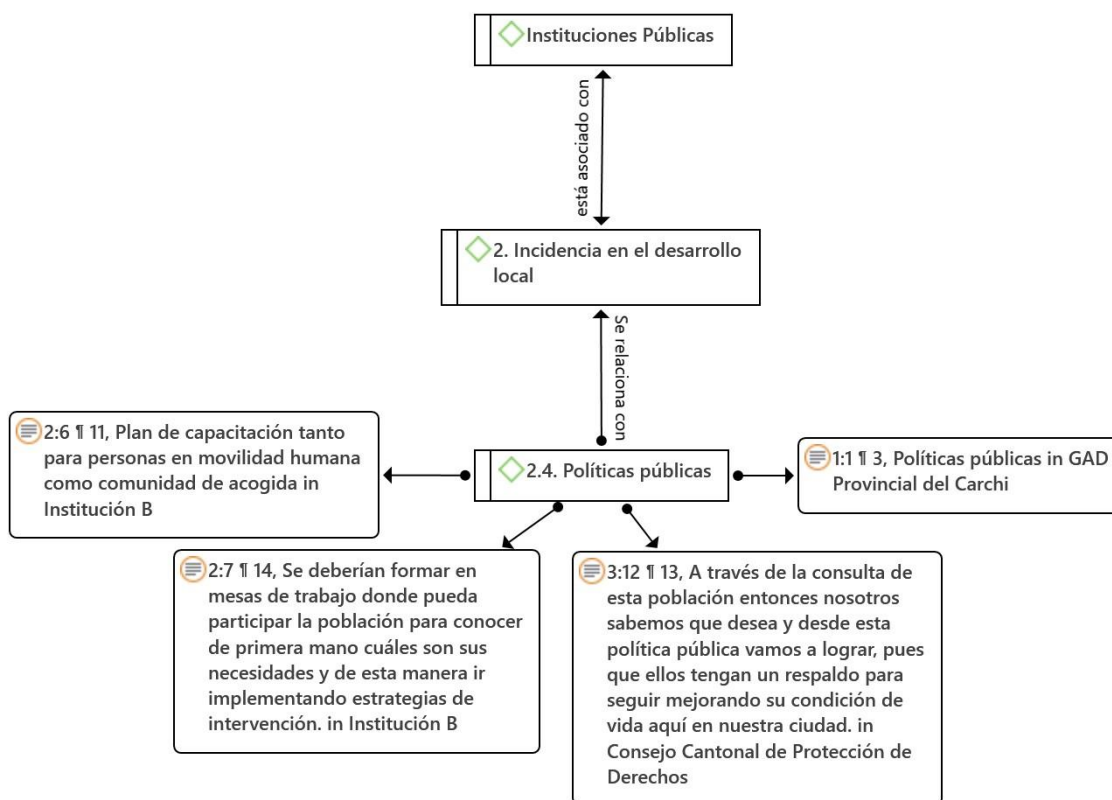 Instituciones Públicas
está asociado con
2. Incidencia en el desarrollo
local
Se relaciona con
2:6 ¶ 11, Plan de capacitación tanto
para personas en movilidad humana
como comunidad de acogida in
Institución B
2.4. Políticas públicas
1:1 ¶ 3, Políticas públicas in GAD
Provincial del Carchi
2:7 ¶ 14, Se deberían formar en
mesas de trabajo donde pueda
participar la población para conocer
de primera mano cuáles son sus
necesidades y de esta manera ir
implementando estrategias de
intervención. in Institución B
3:12 ¶ 13, A través de la consulta de
esta población entonces nosotros
sabemos que desea y desde esta
política pública vamos a lograr, pues
que ellos tengan un respaldo para
seguir mejorando su condición de
vida aquí en nuestra ciudad. in
Consejo Cantonal de Protección de
Derechos